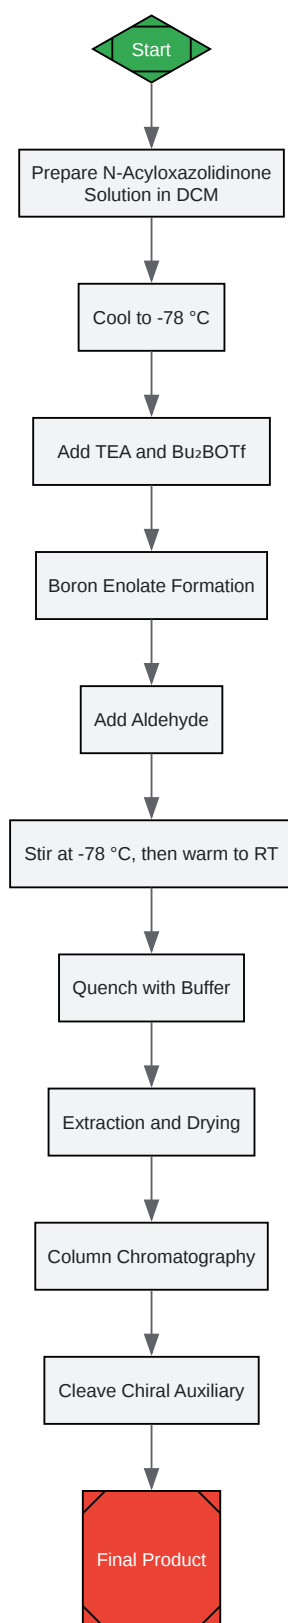 Start
Prepare N-Acyloxazolidinone
Solution in DCM
Cool to -78 °C
Add TEA and Bu₂BOTf
Boron Enolate Formation
Add Aldehyde
Stir at -78 °C, then warm to RT
Quench with Buffer
Extraction and Drying
Column Chromatography
Cleave Chiral Auxiliary
Final Product